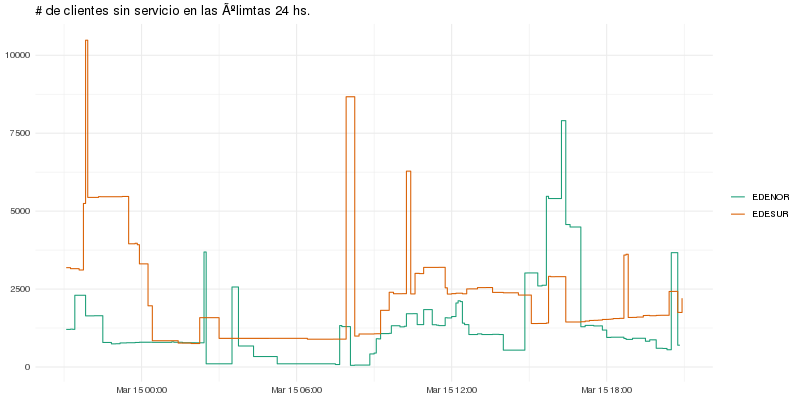 # de clientes sin servicio en las Ãºlimtas 24 hs.
10000
7500
5000
2500
0
Mar 15 00:00
Mar 15 06:00
Mar 15 12:00
Mar 15 18:00
EDENOR
EDESUR